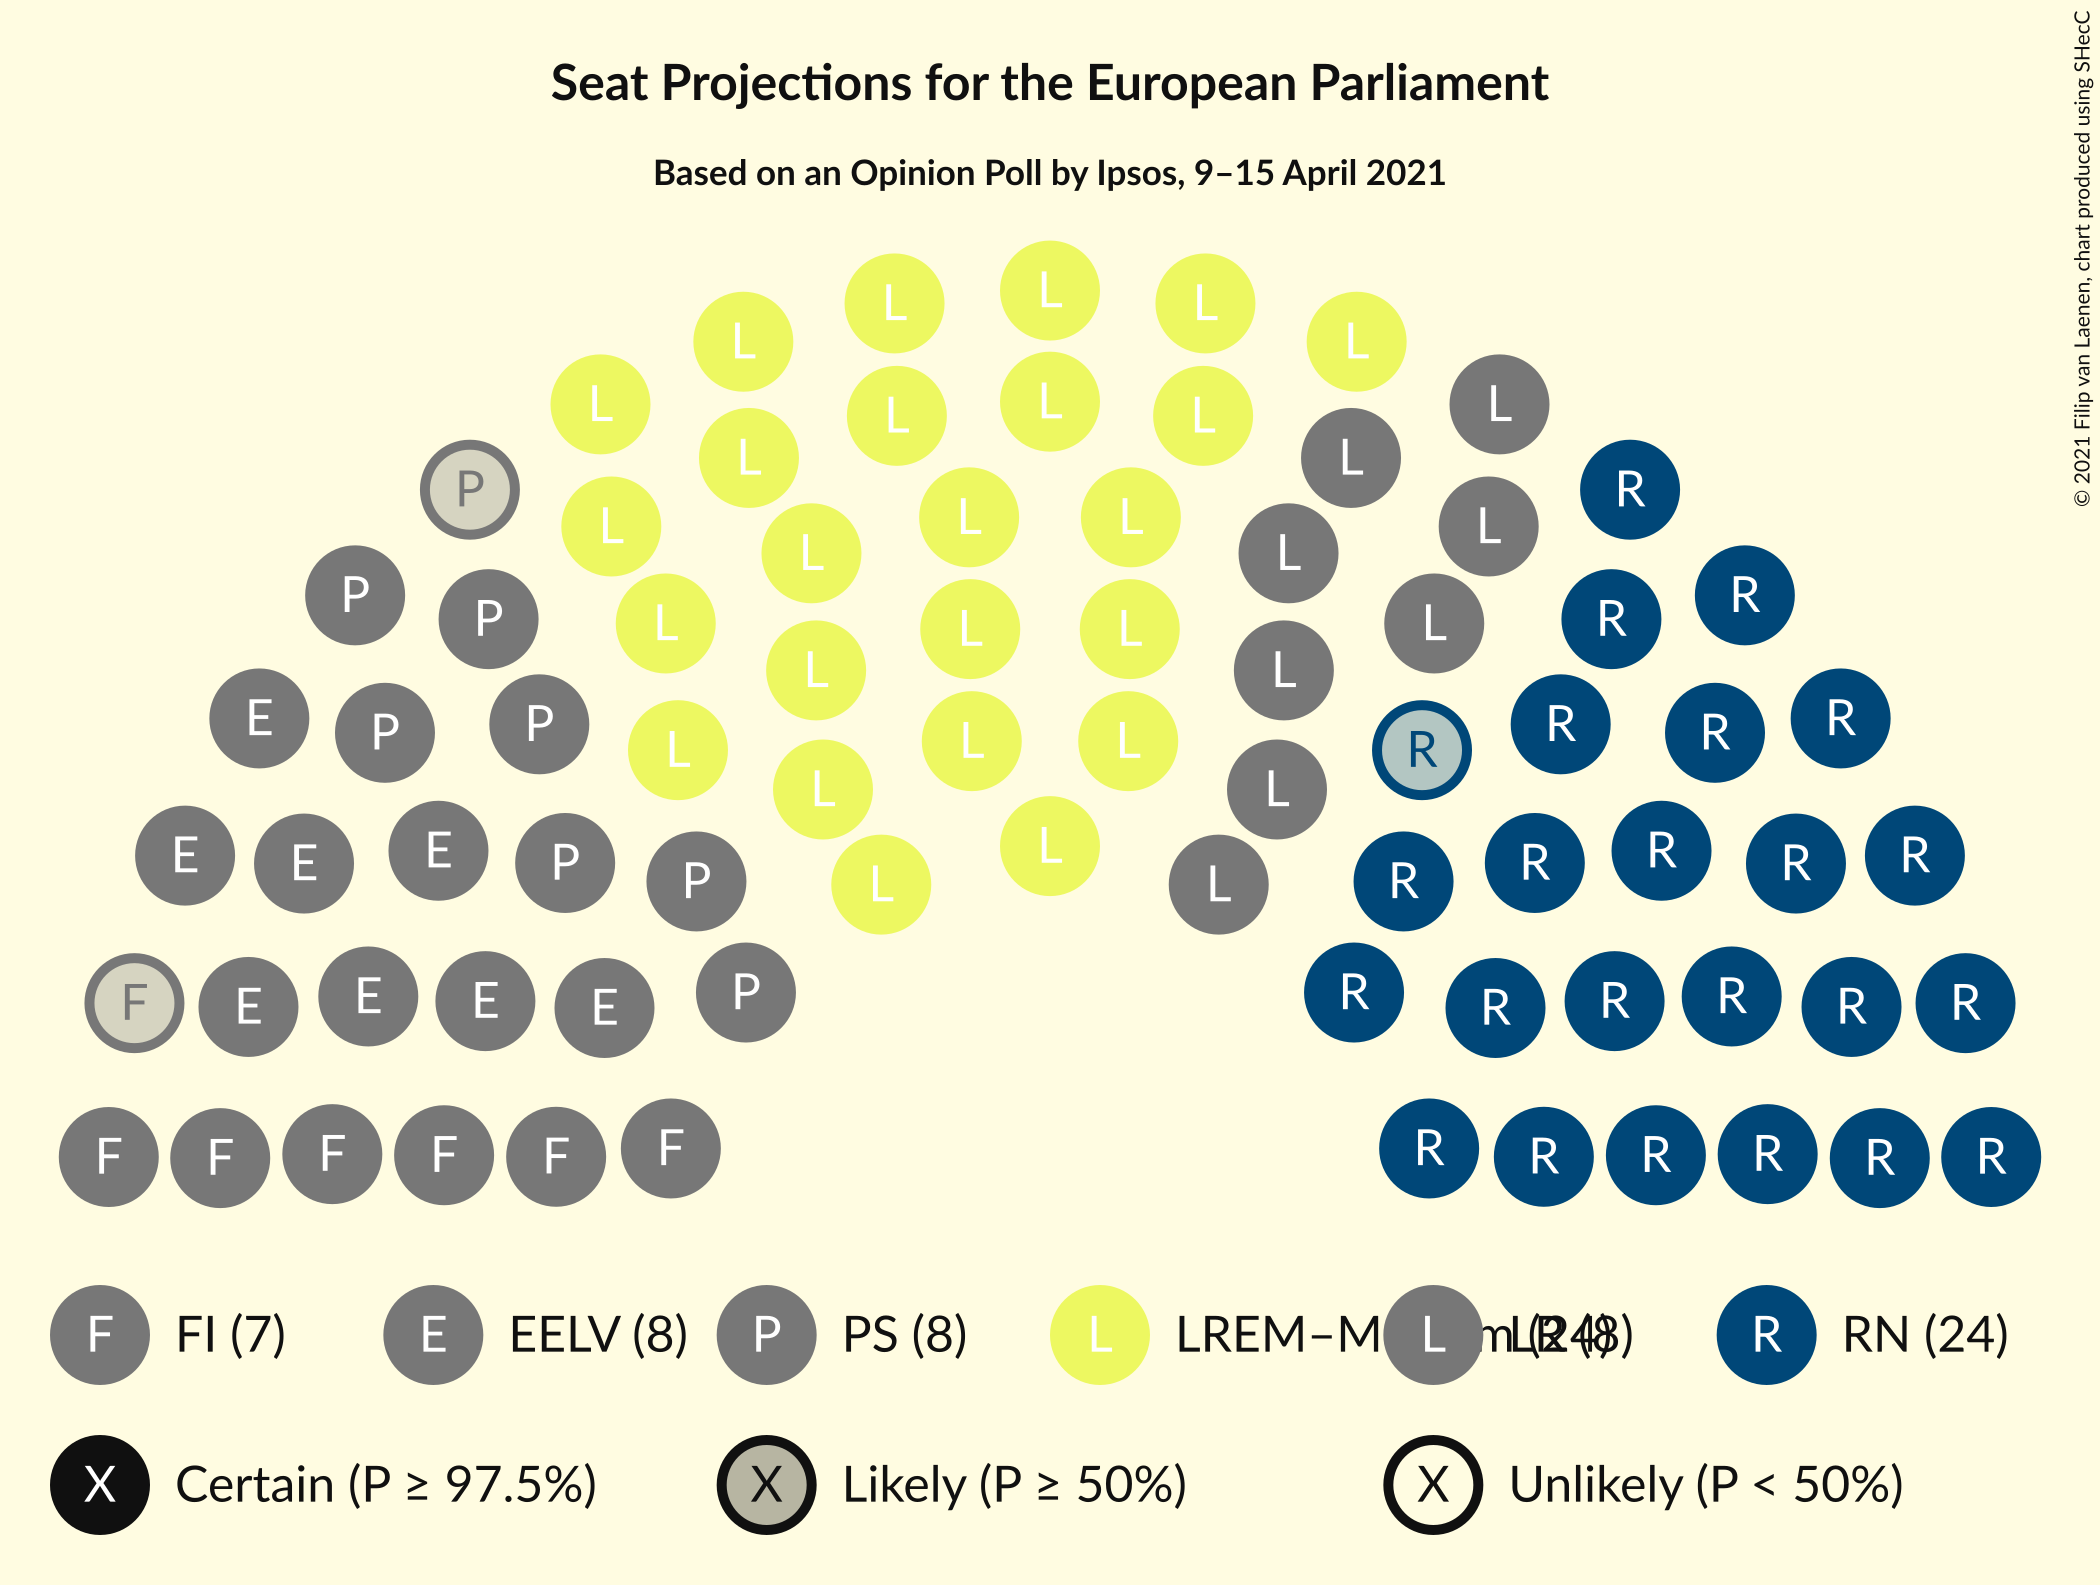 Seat Projections for the European Parliament
Based on an Opinion Poll by Ipsos, 9–15 April 2021
© 2021 Filip van Laenen, chart produced using SHecC
L L L L L
L L L L L
P L L R
L L L L L L
P P L L L L R R
L L
E P P L L L R R R R
L L
E E E P P L L L R R R R R
F E E E E P R R R R R R
F F F F F F R R R R R R
F FI (7) E EELV (8) P PS (8) L L LR (8) R RN (24)
X Certain (P ≥ 97.5%) X Likely (P ≥ 50%) X Unlikely (P < 50%)